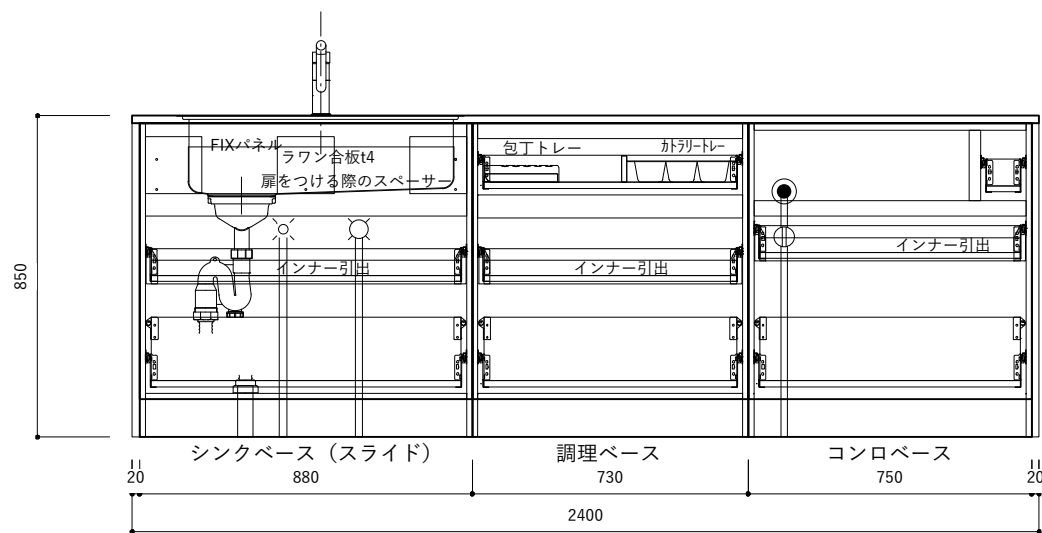 FIXパネル
ラワン合板t4
扉をつける際のスペーサー
包丁トレー
ｶﾄﾗﾘｰﾄﾚｰ
インナー引出
インナー引出
インナー引出
850
シンクベース（スライド）
調理ベース
コンロベース
20
880
730
750
20
2400